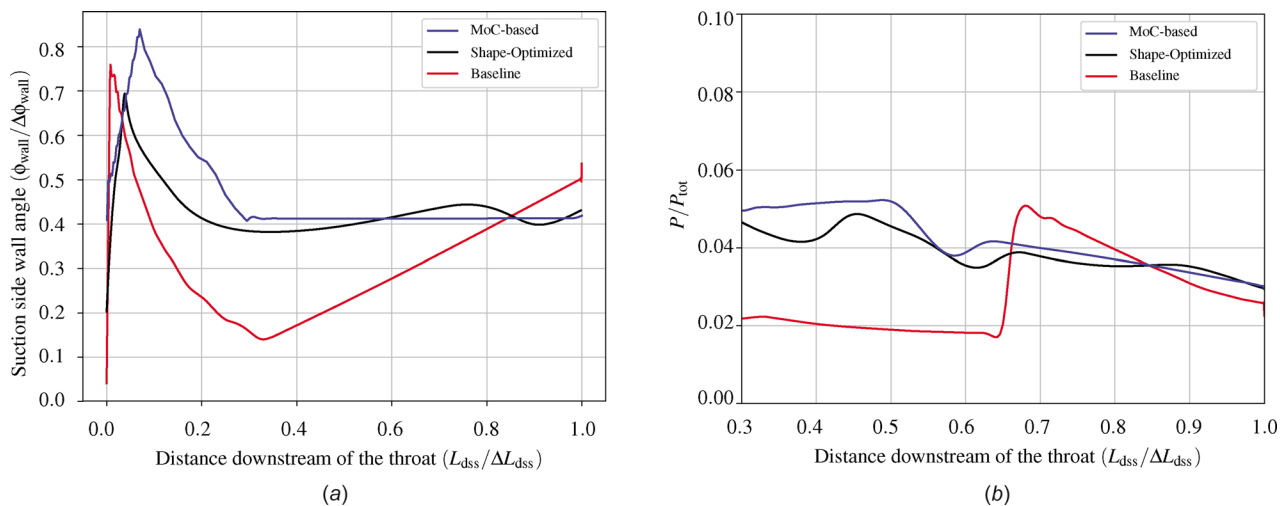 0.8
0.7
0.6
0.5
0.4
0.3
0.2
0.1
0.0
Suction side wall angle (ϕwall/Δϕwall)
MoC-based
Shape-Optimized
Baseline
0.0 0.2 0.4 0.6 0.8 1.0
Distance downstream of the throat (Ldss/ΔLdss)
(a)
0.10
0.08
0.06
0.04
0.02
0.00
P/Ptot
MoC-based
Shape-Optimized
Baseline
0.3 0.4 0.5 0.6 0.7 0.8 0.9 1.0
Distance downstream of the throat (Ldss/ΔLdss)
(b)